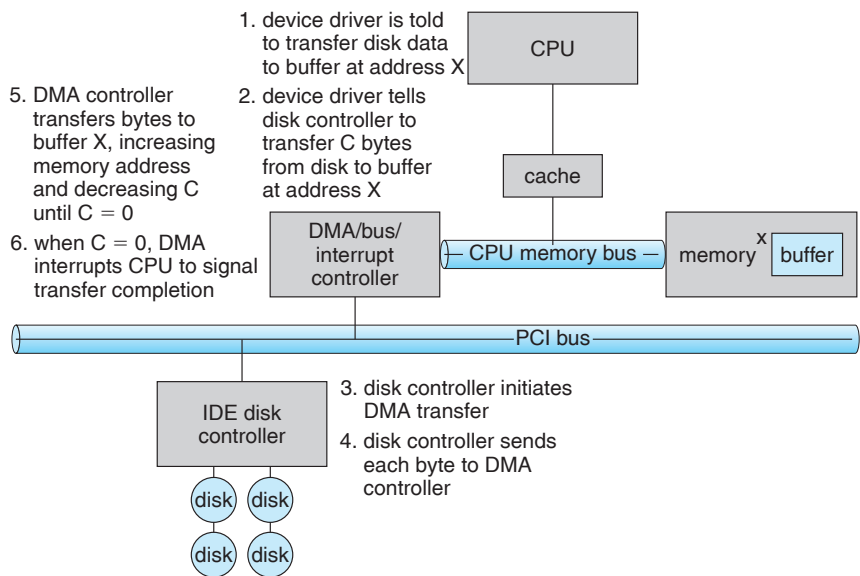 1. device driver is told
to transfer disk data
to buffer at address X
2. device driver tells
disk controller to
transfer C bytes
from disk to buffer
at address X
5. DMA controller
transfers bytes to
buffer X, increasing
memory address
and decreasing C
until C = 0
6. when C = 0, DMA
interrupts CPU to signal
transfer completion
CPU
cache
DMA/bus/
interrupt
controller
CPU memory bus
memory
x
buffer
PCI bus
IDE disk
controller
3. disk controller initiates
DMA transfer
4. disk controller sends
each byte to DMA
controller
disk
disk
disk
disk